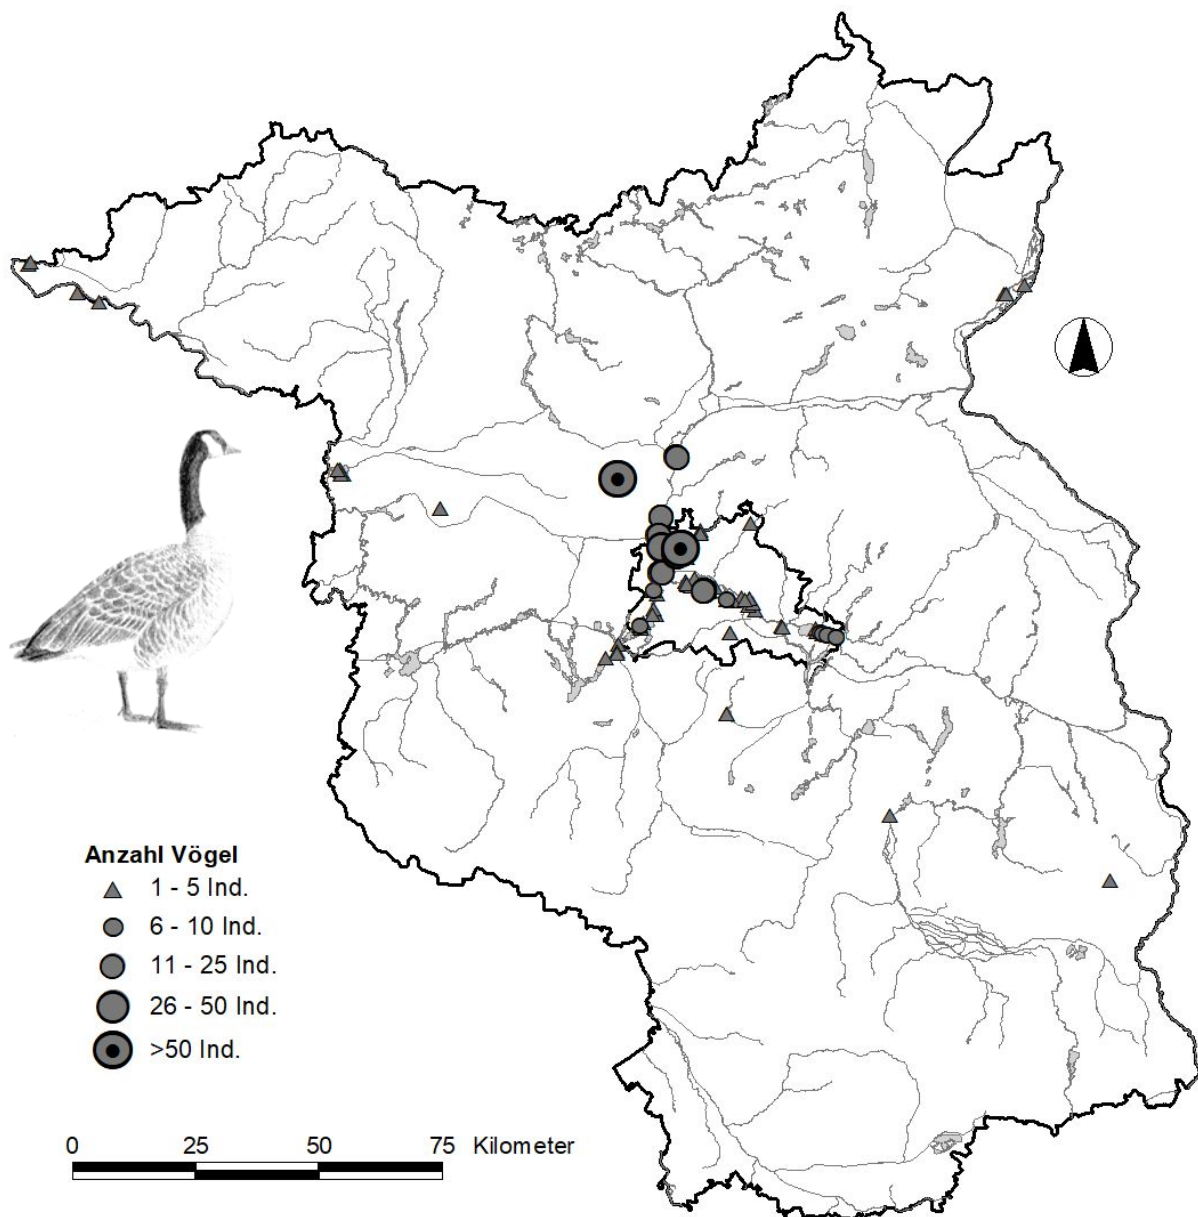 Anzahl Vögel
1 - 5 Ind.
6 - 10 Ind.
11 - 25 Ind.
26 - 50 Ind.
>50 Ind.
0 25 50 75 Kilometer